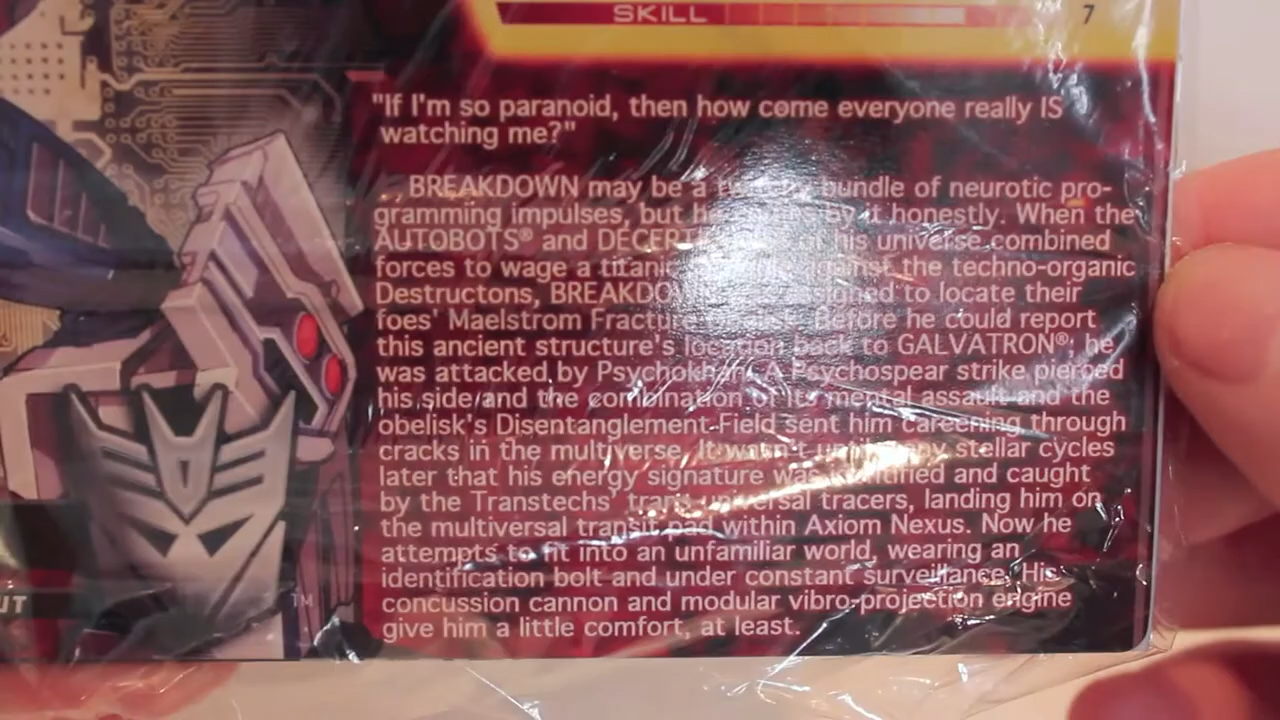 SKILL
7
"If I'm so paranoid, then how come everyone really IS
watching me?"
BREAKDOWN may be a bundle of neurotic pro-
gramming impulses, but he by it honestly. When the
AUTOBOTS® and of his universe combined
forces to wage a titanic against the techno-organic
Destructons, to locate their
foes' Maelstrom Fracture Before he could report
this ancient structure's location back to GALVATRON®, he
was attacked by Psychokhan. A Psychospear strike pierced
his side and the combination of its mental assault and the
obelisk's Disentanglement Field sent him careening through
cracks in the multiverse. It wasn't until stellar cycles
later that his energy signature was and caught
by the Transtechs' trans-universal tracers, landing him on
the multiversal transit pad within Axiom Nexus. Now he
attempts to fit into an unfamiliar world, wearing an
identification bolt and under constant surveillance. His
concussion cannon and modular vibro-projection engine
give him a little comfort, at least.
UT
TM